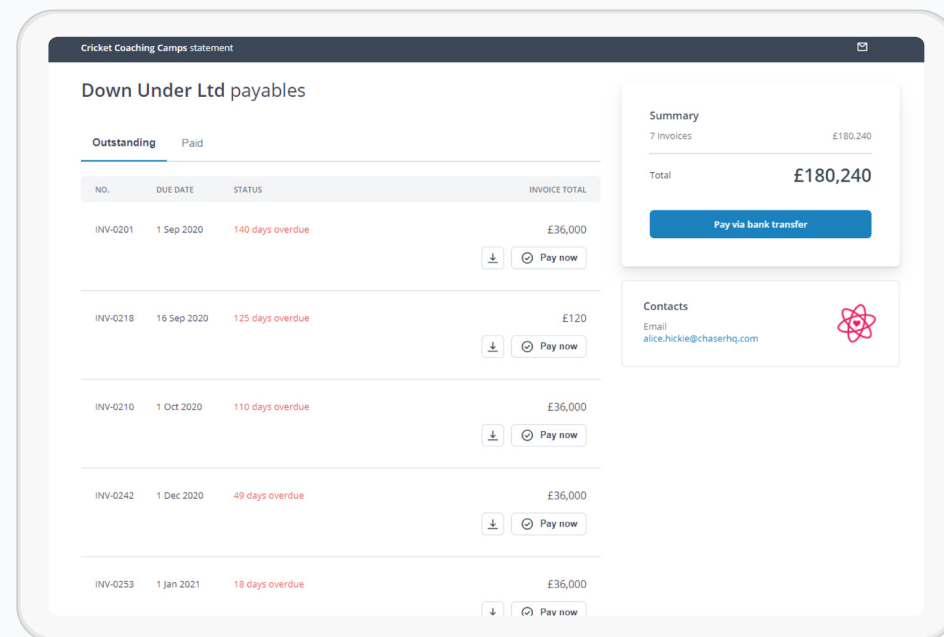 Cricket Coaching Camps statement
Down Under Ltd payables
Outstanding Paid
NO. DUE DATE STATUS INVOICE TOTAL
INV-0201 1 Sep 2020 140 days overdue £36,000
Pay now
INV-0218 16 Sep 2020 125 days overdue £120
Pay now
INV-0210 1 Oct 2020 110 days overdue £36,000
Pay now
INV-0242 1 Dec 2020 49 days overdue £36,000
Pay now
INV-0253 1 Jan 2021 18 days overdue £36,000
Pay now
Summary
7 invoices £180,240
Total £180,240
Pay via bank transfer
Contacts
Email
alice.hickie@chaserhq.com